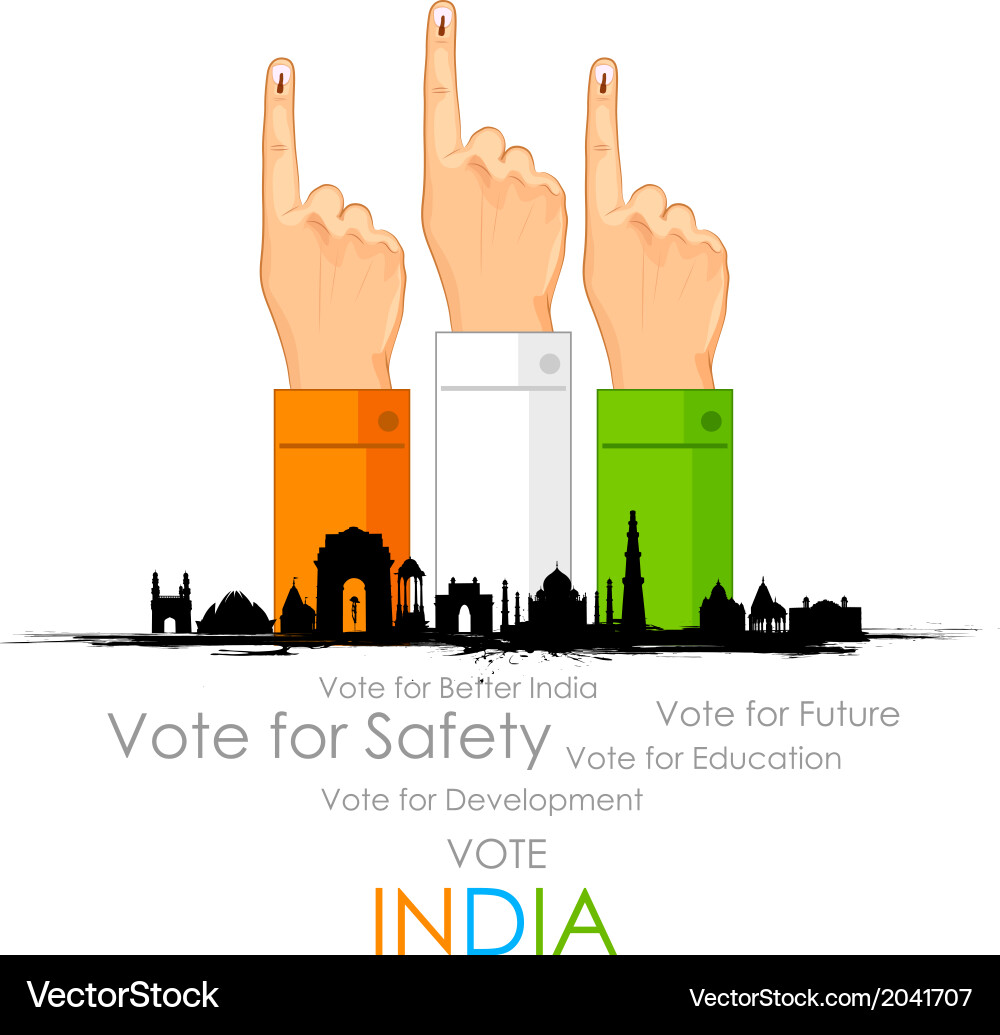 Vote for Better India
Vote for Future
Vote for Safety
Vote for Education
Vote for Development
VOTE
INDIA
VectorStock
VectorStock.com/2041707